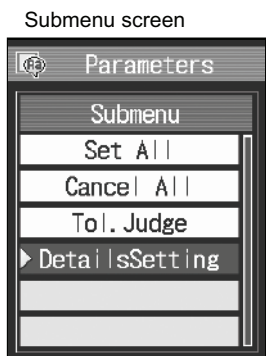 Submenu screen
Parameters
Submenu
Set All
Cancel All
Tol.Judge
DetailsSetting